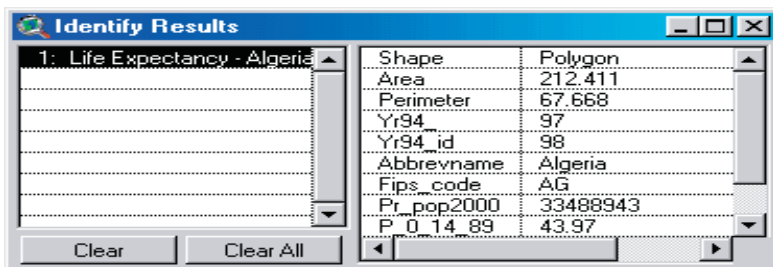 Identify Results
1: Life Expectancy - Algeria
Shape Polygon
Area 212.411
Perimeter 67.668
Yr94_ 97
Yr94_id 98
Abbrevname Algeria
Fips_code AG
Pr_pop2000 33488943
P_0_14_89 43.97
Clear Clear All